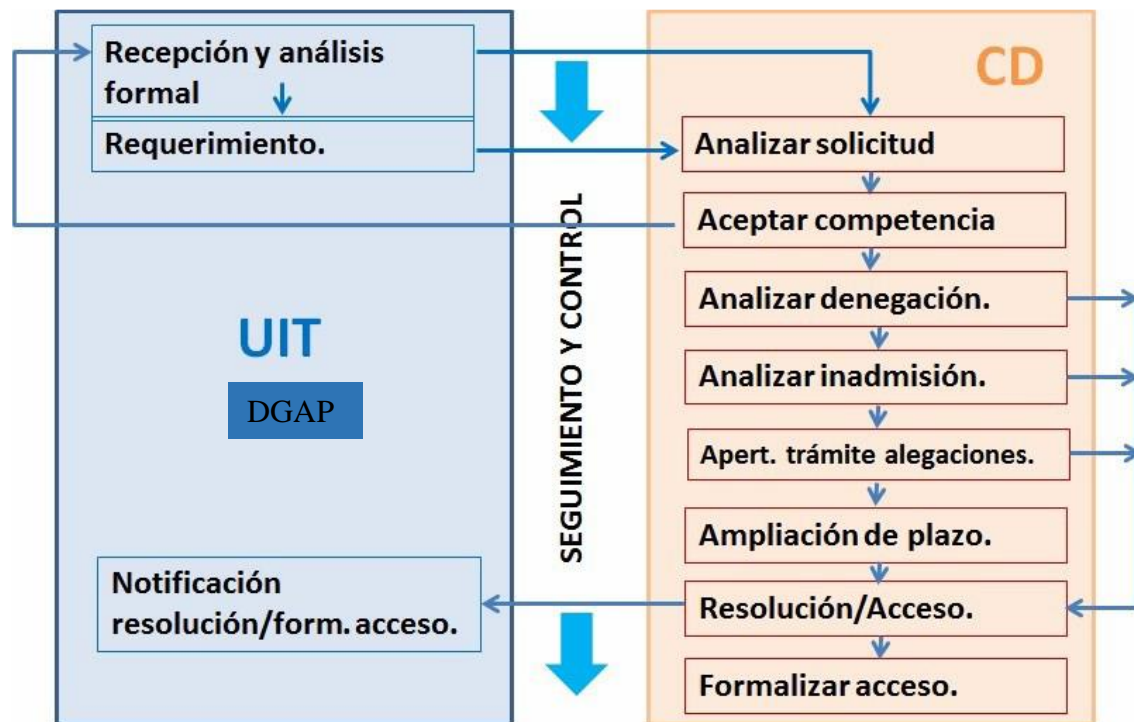 Recepción y análisis
formal
Requerimiento.
UIT
DGAP
Notificación
resolución/form. acceso.
SEGUIMIENTO Y CONTROL
CD
Analizar solicitud
Aceptar competencia
Analizar denegación.
Analizar inadmisión.
Apert. trámite alegaciones.
Ampliación de plazo.
Resolución/Acceso.
Formalizar acceso.